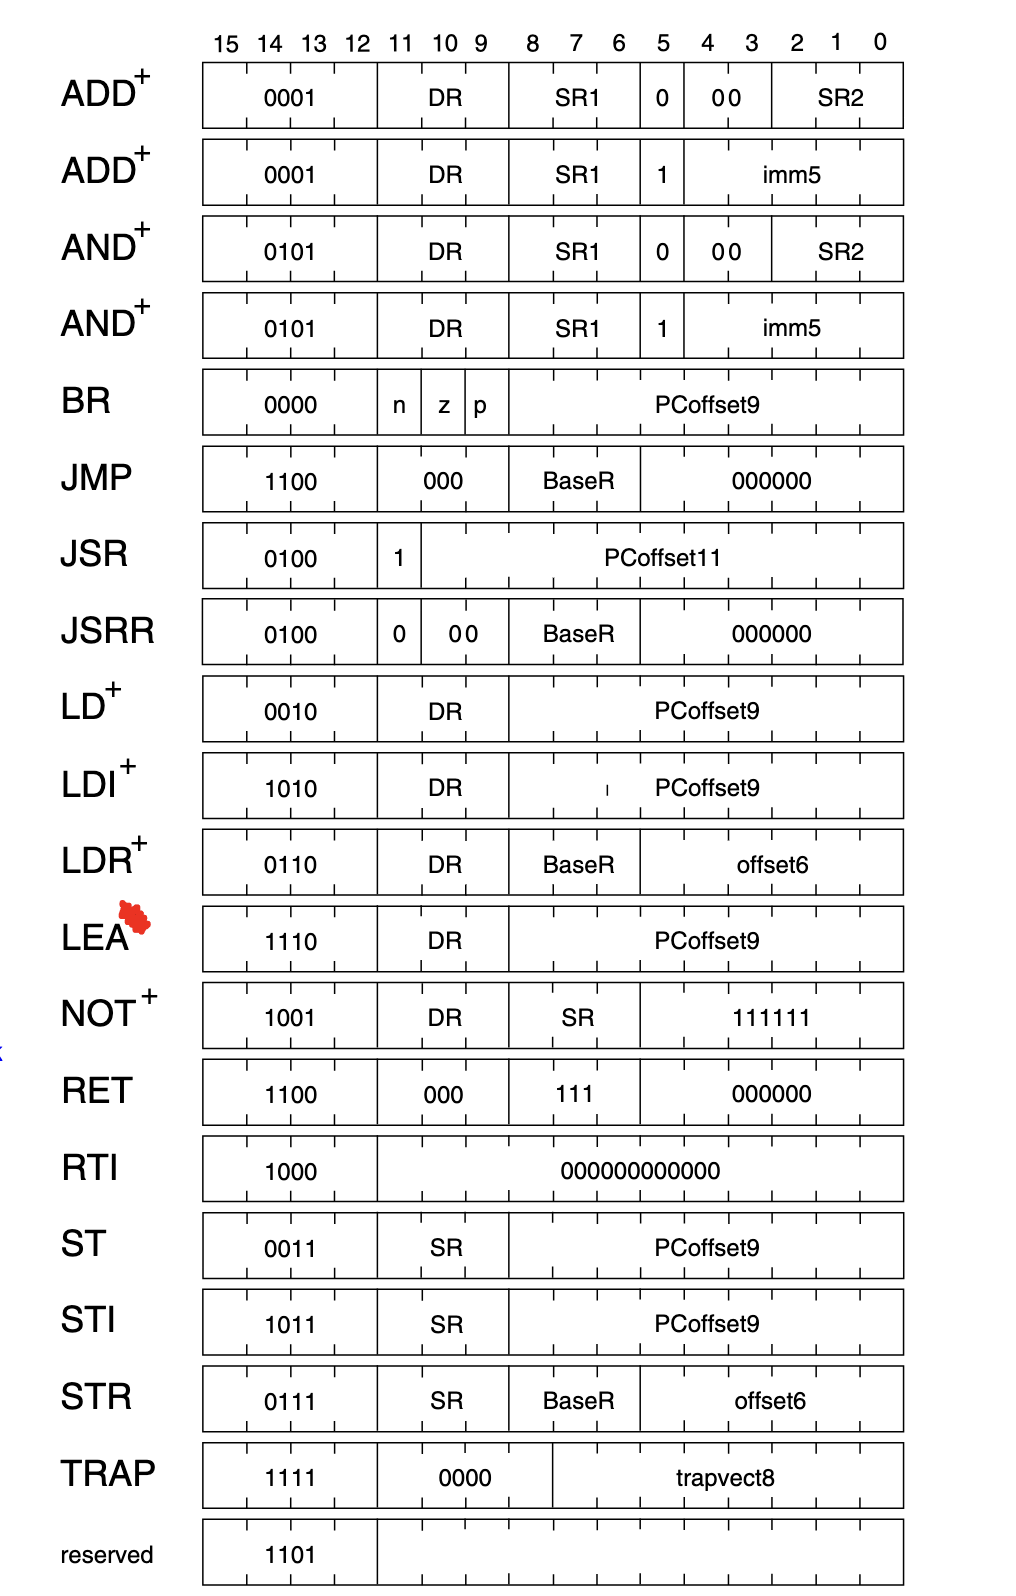 15 14 13 12 11 10 9 8 7 6 5 4 3 2 1 0
ADD+ 0001 DR SR1 0 00 SR2
ADD+ 0001 DR SR1 1 imm5
AND+ 0101 DR SR1 0 00 SR2
AND+ 0101 DR SR1 1 imm5
BR 0000 n z p PCoffset9
JMP 1100 000 BaseR 000000
JSR 0100 1 PCoffset11
JSRR 0100 0 00 BaseR 000000
LD+ 0010 DR PCoffset9
LDI+ 1010 DR PCoffset9
LDR+ 0110 DR BaseR offset6
LEA 1110 DR PCoffset9
NOT+ 1001 DR SR 111111
RET 1100 000 111 000000
RTI 1000 000000000000
ST 0011 SR PCoffset9
STI 1011 SR PCoffset9
STR 0111 SR BaseR offset6
TRAP 1111 0000 trapvect8
reserved 1101